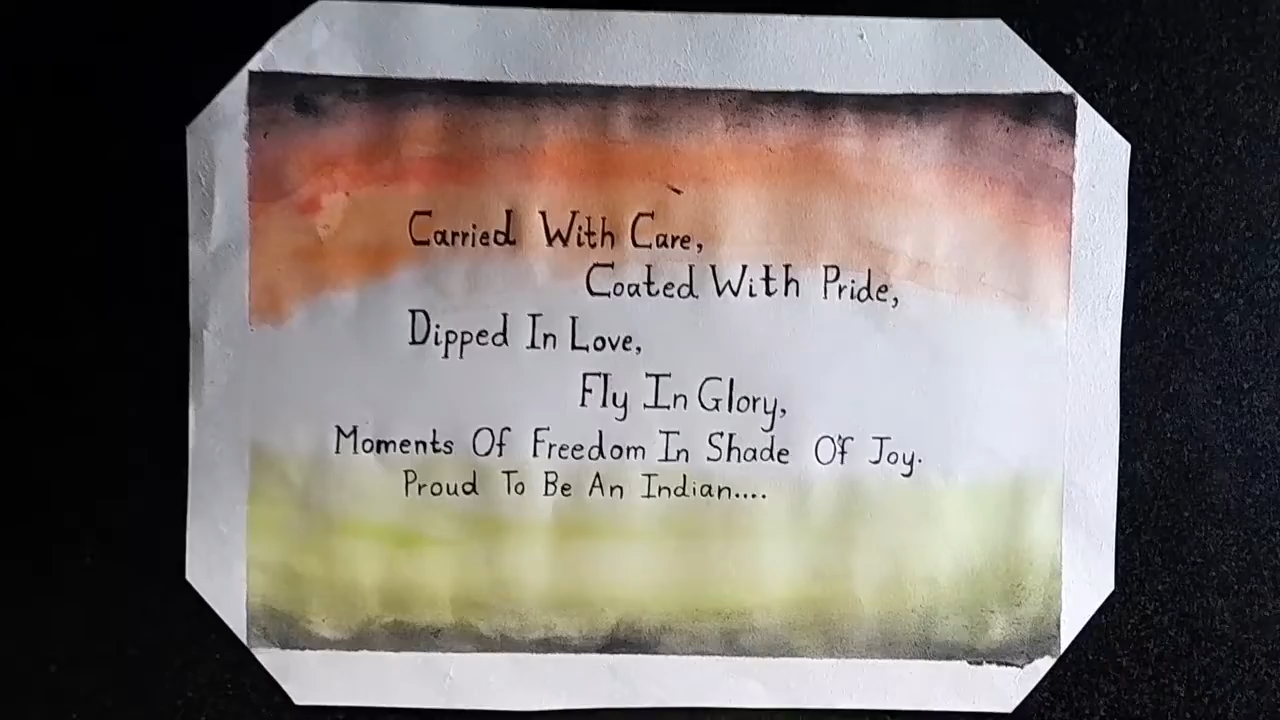 Carried With Care,
Coated With Pride,
Dipped In Love,
Fly In Glory,
Moments Of Freedom In Shade Of Joy.
Proud To Be An Indian....